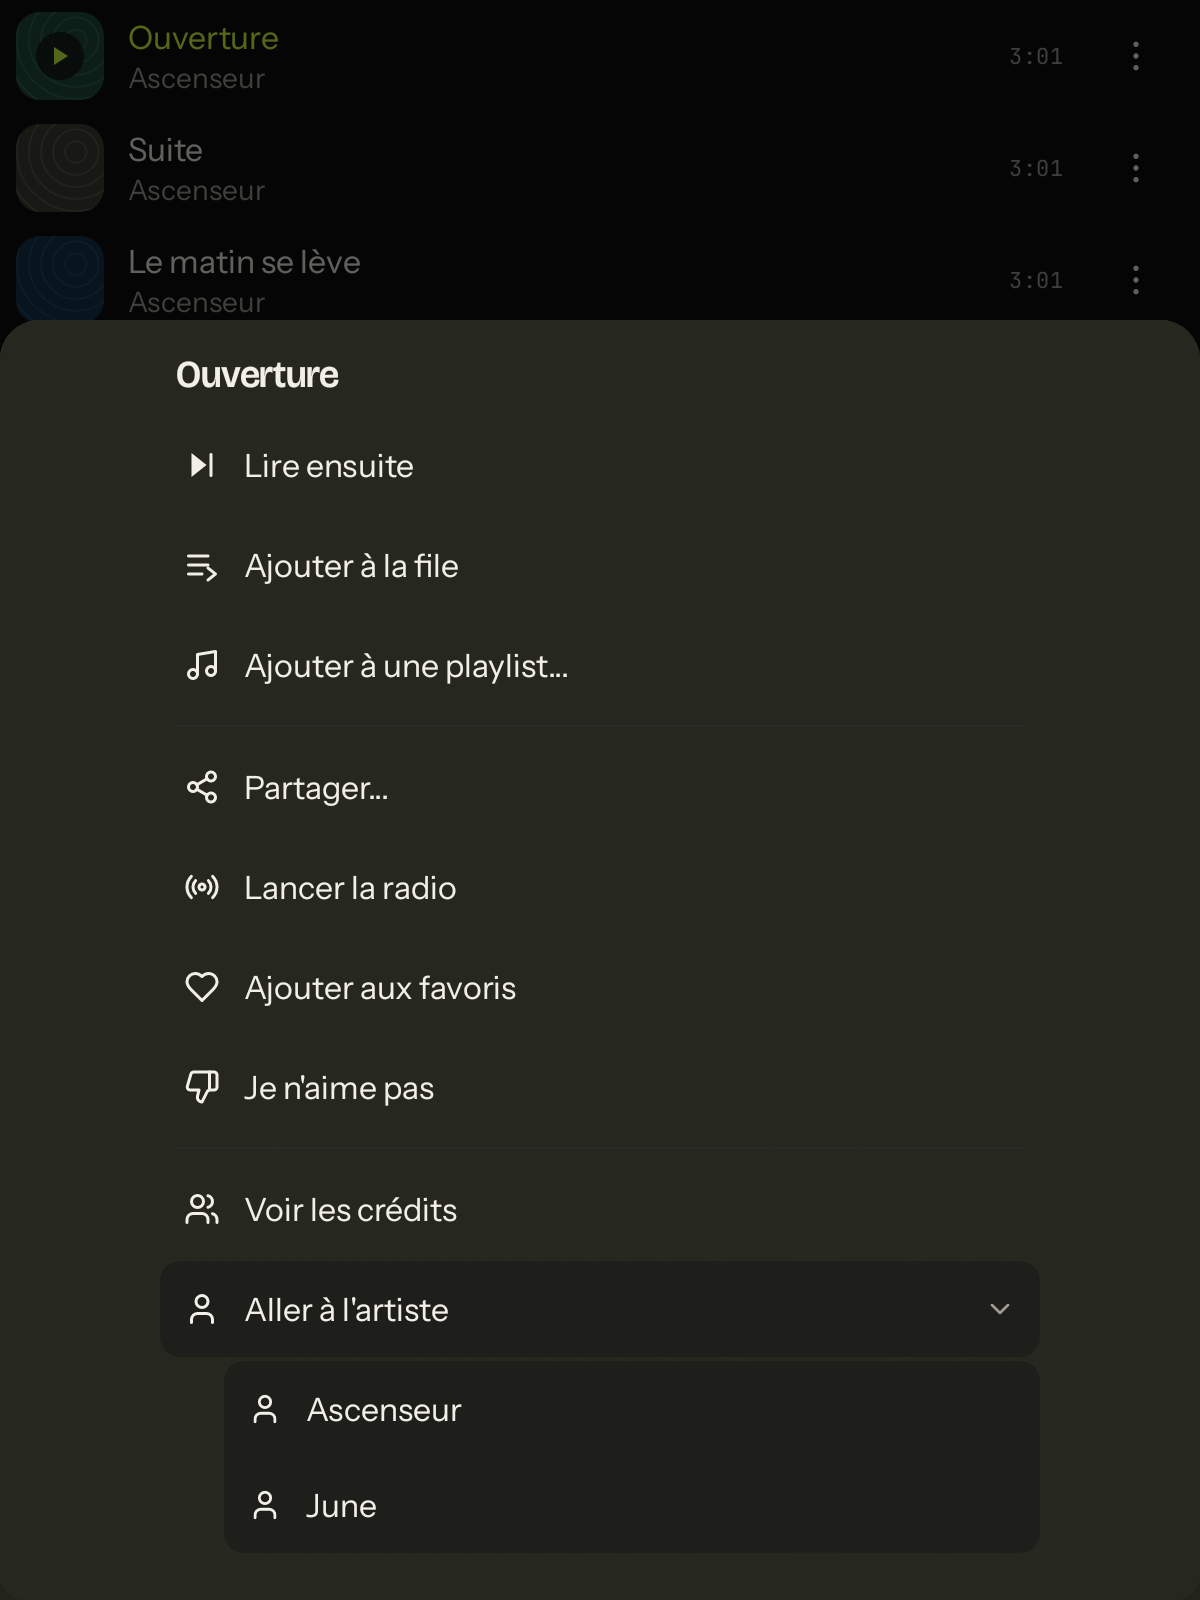 Ouverture
Ascenseur
3:01
Suite
Ascenseur
3:01
Le matin se lève
Ascenseur
3:01
Ouverture
Lire ensuite
Ajouter à la file
Ajouter à une playlist...
Partager...
Lancer la radio
Ajouter aux favoris
Je n'aime pas
Voir les crédits
Aller à l'artiste
Ascenseur
June